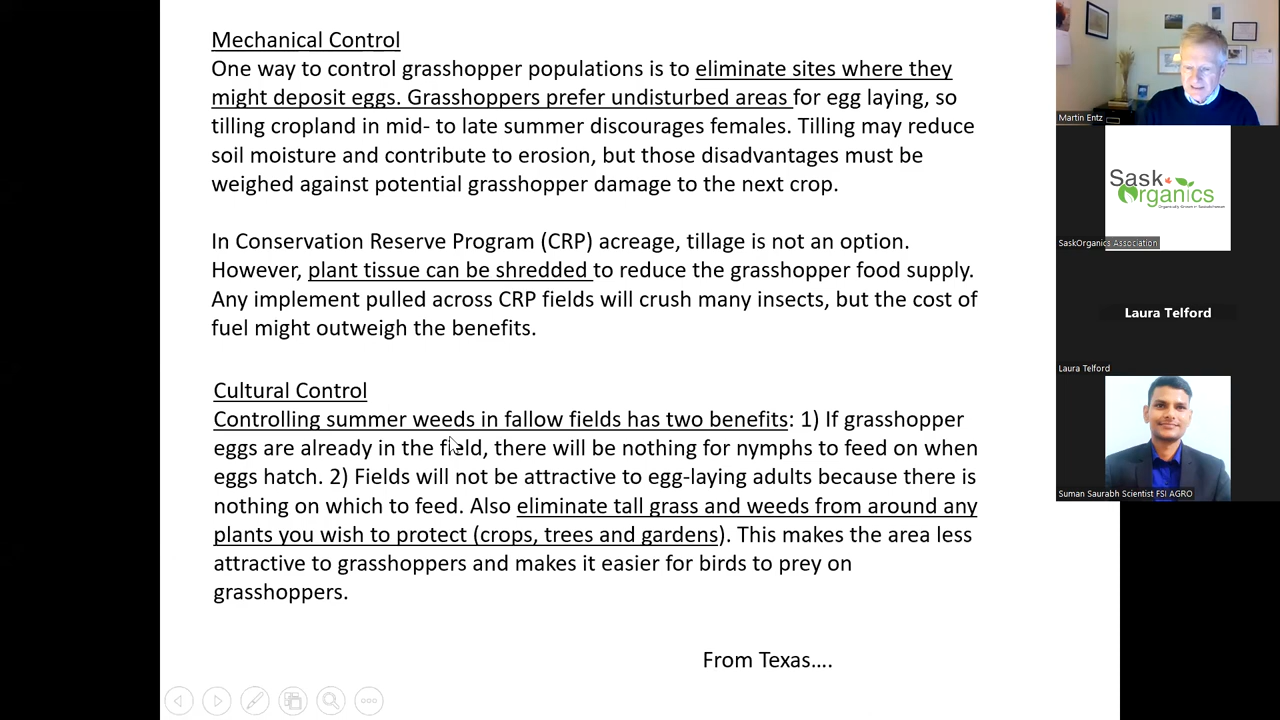 Mechanical Control
One way to control grasshopper populations is to eliminate sites where they
might deposit eggs. Grasshoppers prefer undisturbed areas for egg laying, so
tilling cropland in mid- to late summer discourages females. Tilling may reduce
soil moisture and contribute to erosion, but those disadvantages must be
weighed against potential grasshopper damage to the next crop.
In Conservation Reserve Program (CRP) acreage, tillage is not an option.
However, plant tissue can be shredded to reduce the grasshopper food supply.
Any implement pulled across CRP fields will crush many insects, but the cost of
fuel might outweigh the benefits.
Cultural Control
Controlling summer weeds in fallow fields has two benefits: 1) If grasshopper
eggs are already in the field, there will be nothing for nymphs to feed on when
eggs hatch. 2) Fields will not be attractive to egg-laying adults because there is
nothing on which to feed. Also eliminate tall grass and weeds from around any
plants you wish to protect (crops, trees and gardens). This makes the area less
attractive to grasshoppers and makes it easier for birds to prey on
grasshoppers.
From Texas....
Martin Entz
Sask
Organics
SaskOrganics Association
Laura Telford
Laura Telford
Suman Saurabh Scientist FSI AGRO